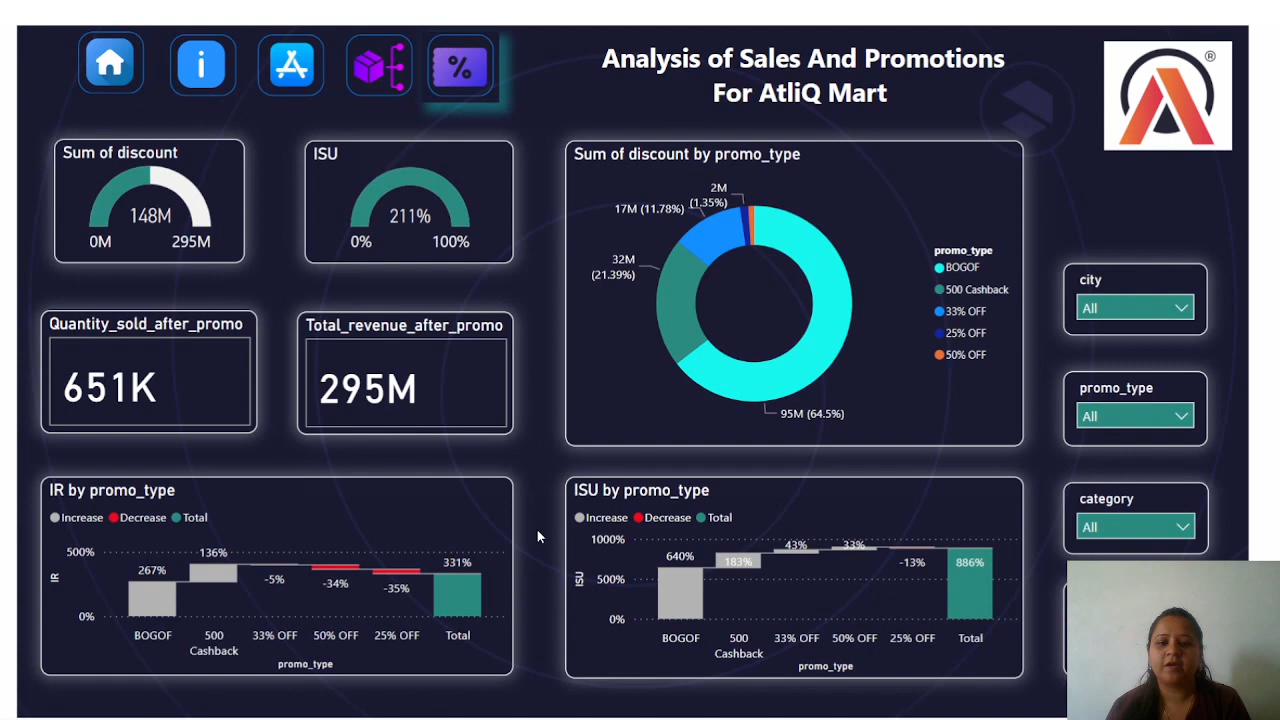 i
%
Analysis of Sales And Promotions
For AtliQ Mart
®
Sum of discount
148M
0M
295M
ISU
211%
0%
100%
Quantity_sold_after_promo
651K
Total_revenue_after_promo
295M
Sum of discount by promo_type
2M
(1.35%)
17M (11.78%)
32M
(21.39%)
95M (64.5%)
promo_type
BOGOF
500 Cashback
33% OFF
25% OFF
50% OFF
city
All
promo_type
All
category
All
IR by promo_type
Increase Decrease Total
500%
0%
IR
267%
136%
-5%
-34%
-35%
331%
BOGOF 500 33% OFF 50% OFF 25% OFF Total
Cashback
promo_type
ISU by promo_type
Increase Decrease Total
1000%
500%
0%
ISU
640%
183%
43%
33%
-13%
886%
BOGOF 500 33% OFF 50% OFF 25% OFF Total
Cashback
promo_type